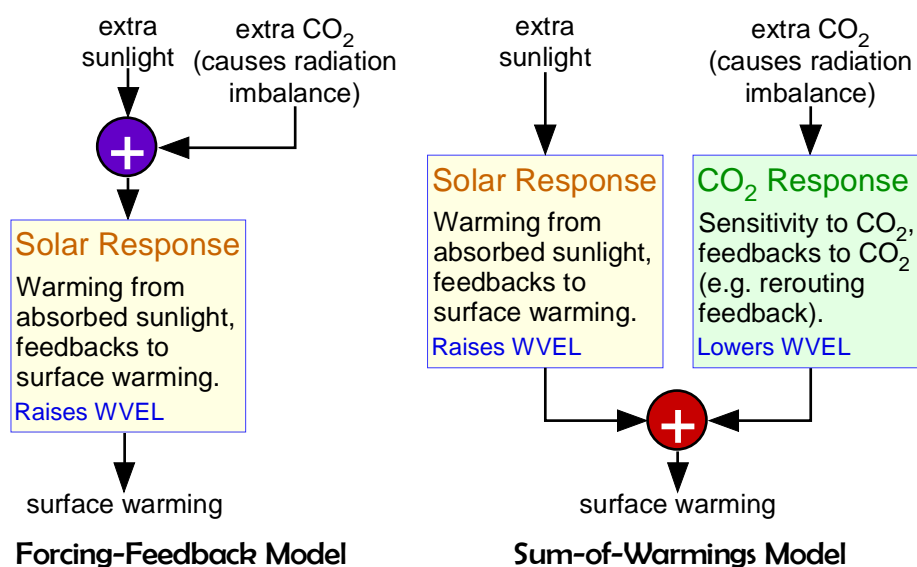 extra
sunlight
extra CO₂
(causes radiation
imbalance)
+
Solar Response
Warming from
absorbed sunlight,
feedbacks to
surface warming.
Raises WVEL
surface warming
Forcing-Feedback Model
extra
sunlight
extra CO₂
(causes radiation
imbalance)
Solar Response
Warming from
absorbed sunlight,
feedbacks to
surface warming.
Raises WVEL
CO₂ Response
Sensitivity to CO₂,
feedbacks to CO₂
(e.g. rerouting
feedback).
Lowers WVEL
+
surface warming
Sum-of-Warmings Model